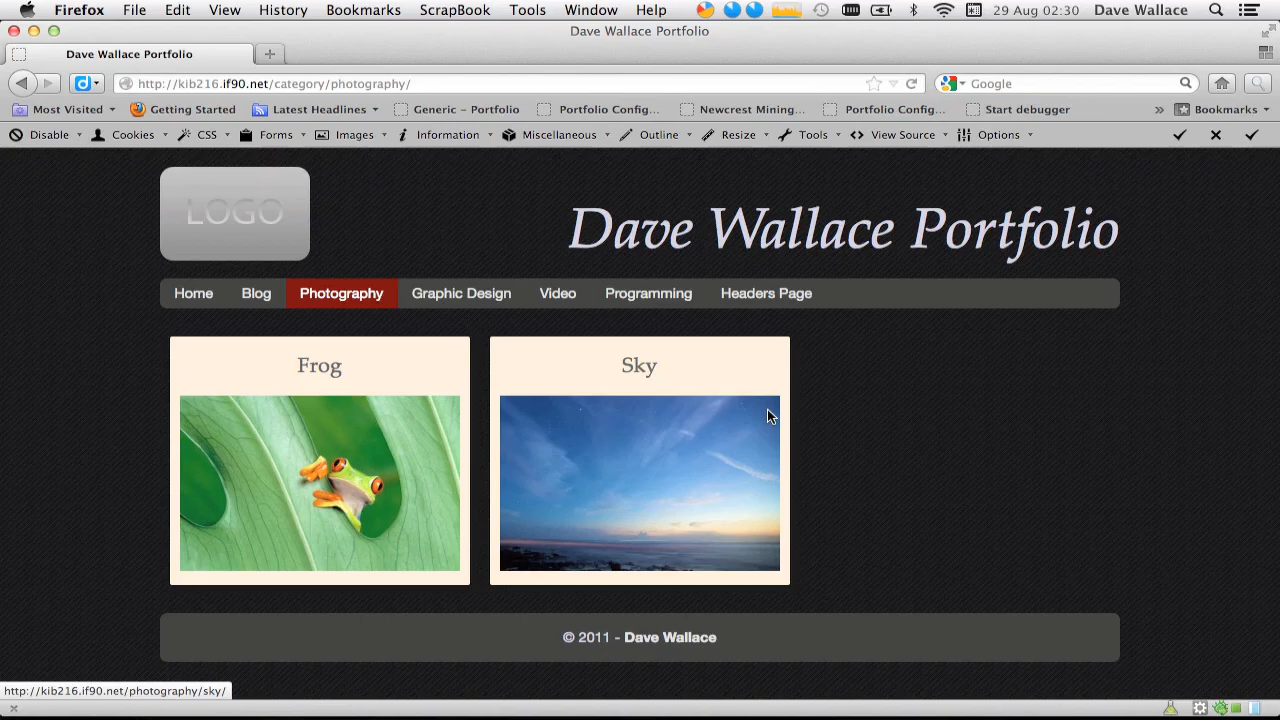 Firefox File Edit View History Bookmarks ScrapBook Tools Window Help 29 Aug 02:30 Dave Wallace
Dave Wallace Portfolio
Dave Wallace Portfolio
http://kib216.if90.net/category/photography/ Google
Most Visited Getting Started Latest Headlines Generic – Portfolio Portfolio Config... Newcrest Mining... Portfolio Config... Start debugger » Bookmarks
Disable Cookies CSS Forms Images Information Miscellaneous Outline Resize Tools View Source Options
LOGO
Dave Wallace Portfolio
Home Blog Photography Graphic Design Video Programming Headers Page
Frog Sky
© 2011 - Dave Wallace
http://kib216.if90.net/photography/sky/